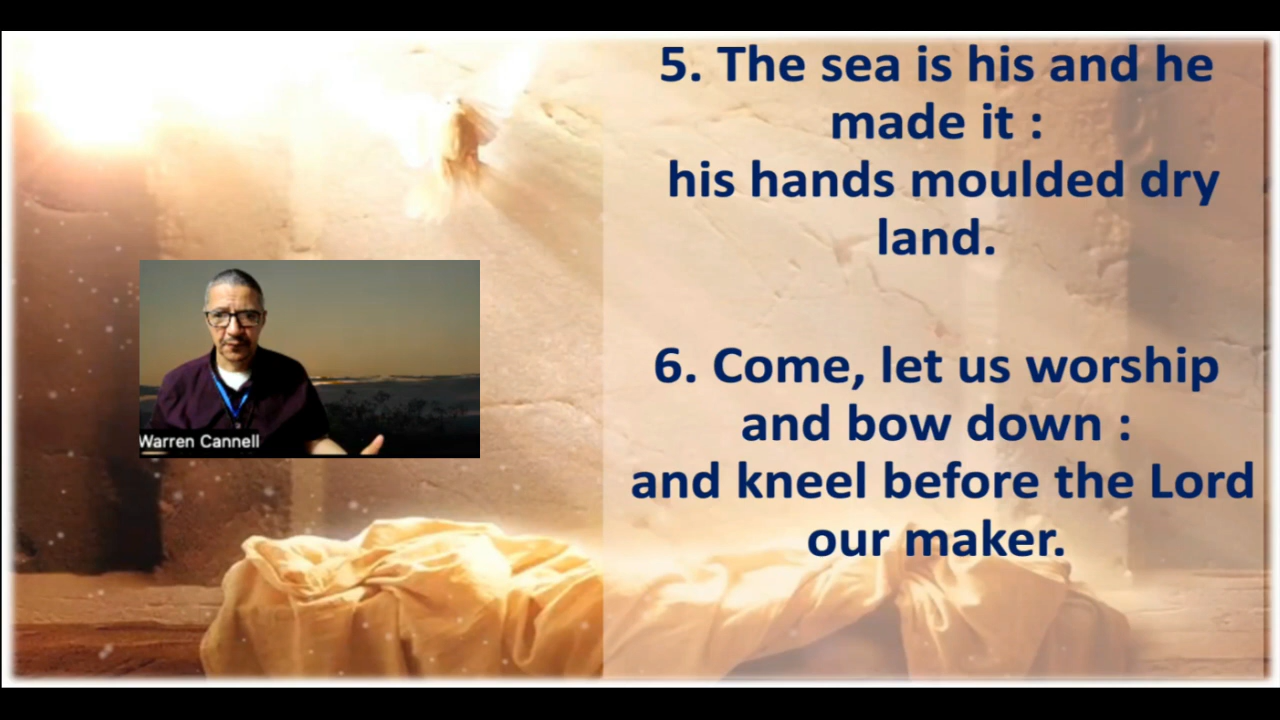 5. The sea is his and he
made it :
his hands moulded dry
land.
6. Come, let us worship
and bow down :
and kneel before the Lord
our maker.
Warren Cannell